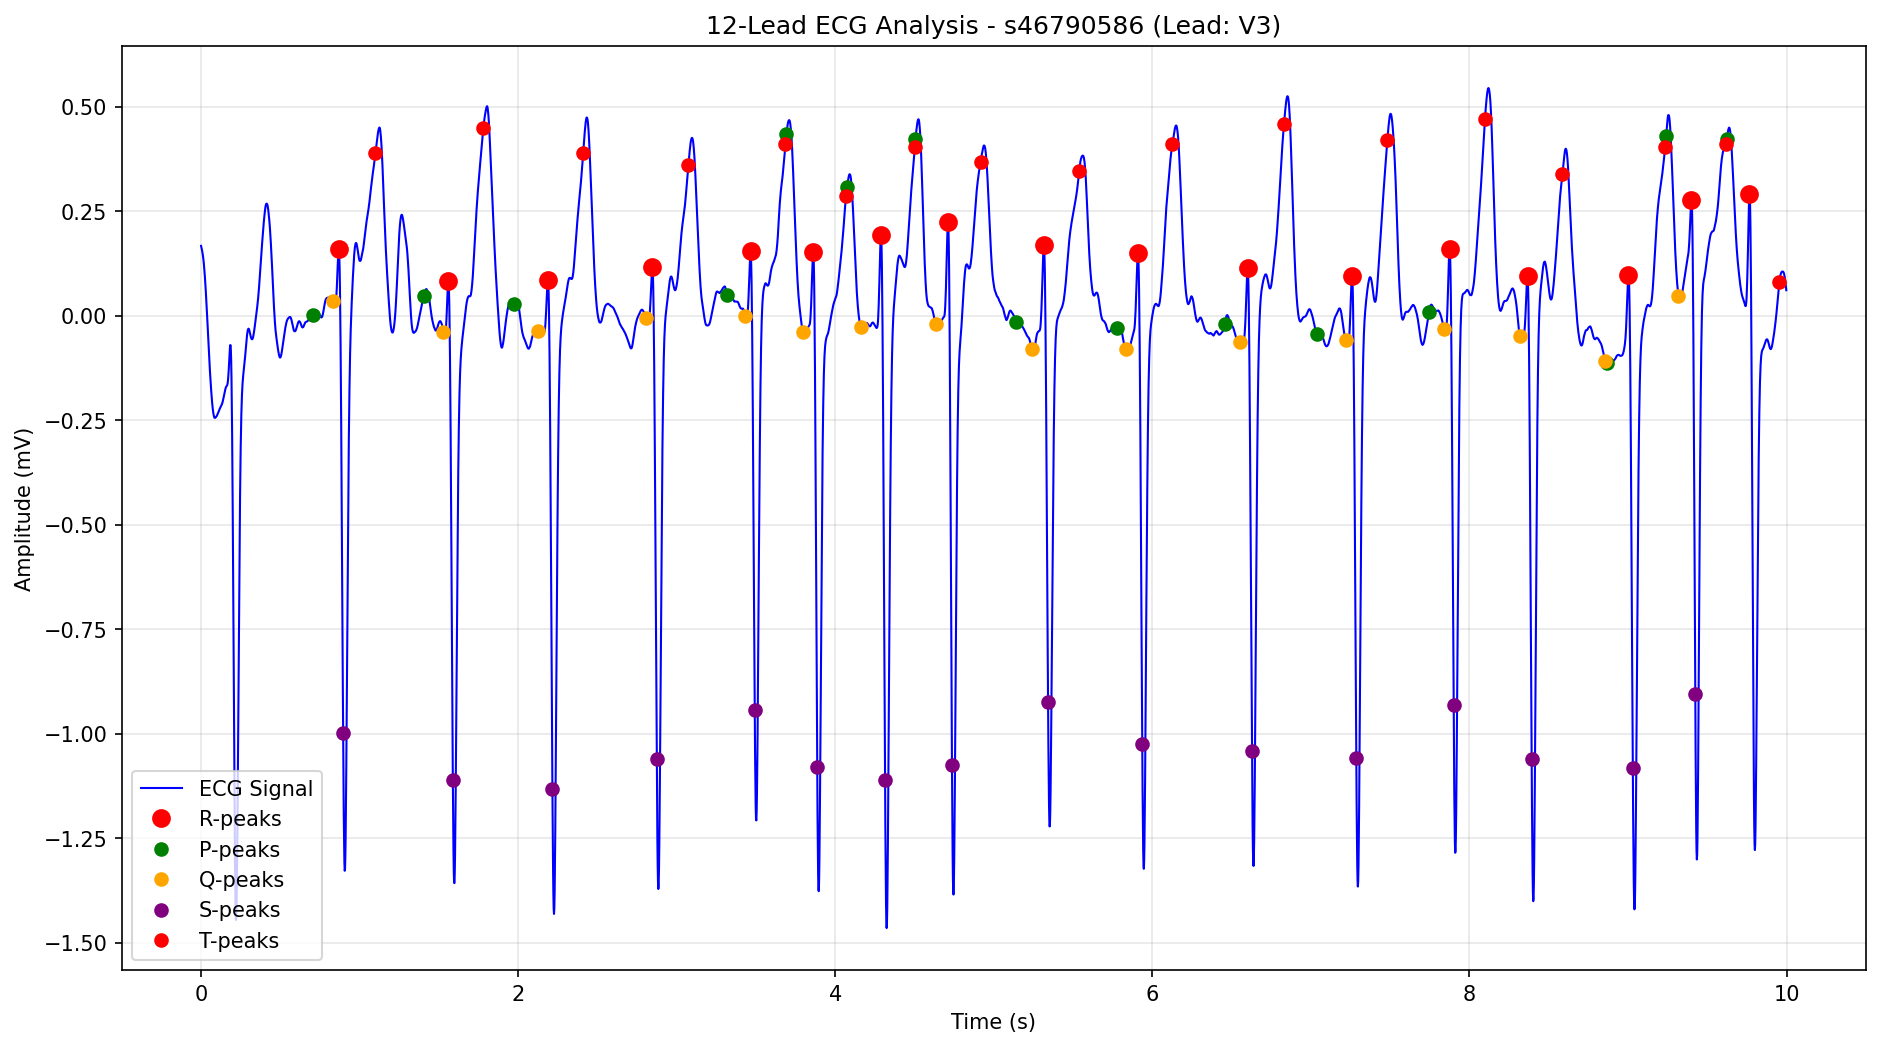 12-Lead ECG Analysis - s46790586 (Lead: V3)
Amplitude (mV)
0.50
0.25
0.00
−0.25
−0.50
−0.75
−1.00
−1.25
−1.50
ECG Signal
R-peaks
P-peaks
Q-peaks
S-peaks
T-peaks
0 2 4 6 8 10
Time (s)